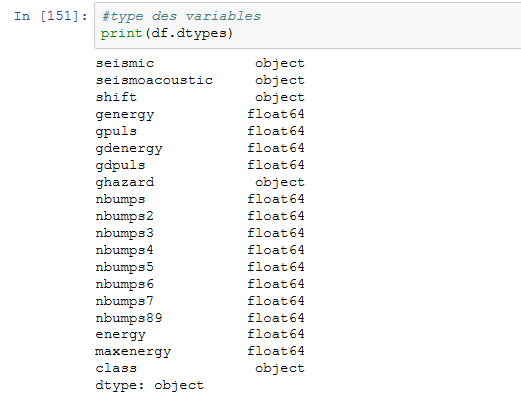 In [151]: #type des variables
print(df.dtypes)
seismic object
seismoacoustic object
shift object
genergy float64
gpuls float64
gdenergy float64
gdpuls float64
ghazard object
nbumps float64
nbumps2 float64
nbumps3 float64
nbumps4 float64
nbumps5 float64
nbumps6 float64
nbumps7 float64
nbumps89 float64
energy float64
maxenergy float64
class object
dtype: object